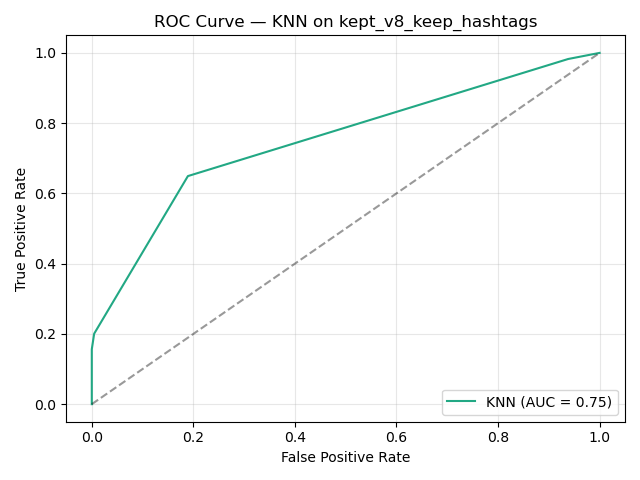 ROC Curve — KNN on kept_v8_keep_hashtags
True Positive Rate
1.0
0.8
0.6
0.4
0.2
0.0
KNN (AUC = 0.75)
0.0 0.2 0.4 0.6 0.8 1.0
False Positive Rate